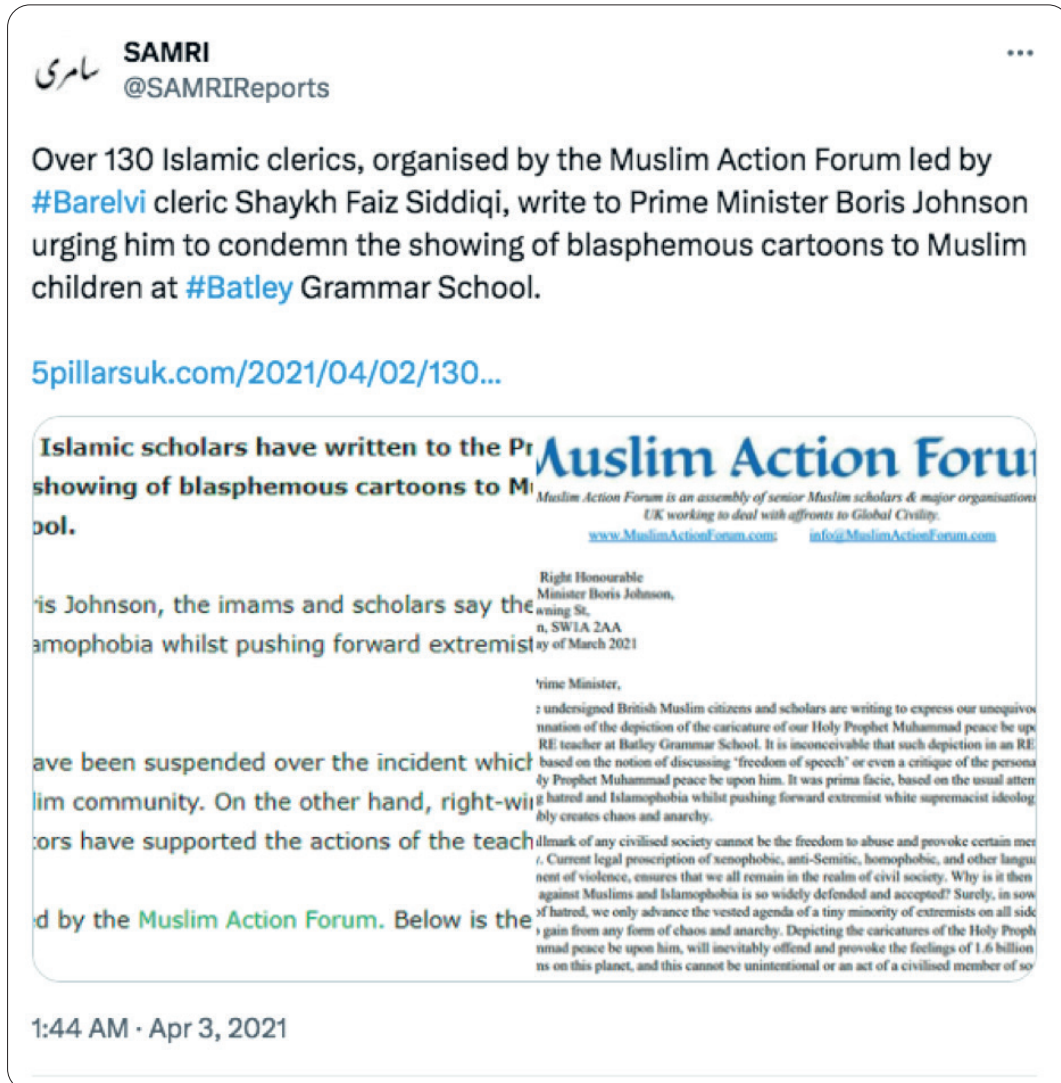 SAMRI
سامری
@SAMRIReports
Over 130 Islamic clerics, organised by the Muslim Action Forum led by
#Barelvi cleric Shaykh Faiz Siddiqi, write to Prime Minister Boris Johnson
urging him to condemn the showing of blasphemous cartoons to Muslim
children at #Batley Grammar School.
5pillarsuk.com/2021/04/02/130...
Islamic scholars have written to the Pr
showing of blasphemous cartoons to Mu
ool.
is Johnson, the imams and scholars say the
amophobia whilst pushing forward extremist
ave been suspended over the incident which
lim community. On the other hand, right-wi
ors have supported the actions of the teach
d by the Muslim Action Forum. Below is the
Muslim Action Foru
Muslim Action Forum is an assembly of senior Muslim scholars & major organisations
UK working to deal with affronts to Global Civility.
www.MuslimActionForum.com; info@MuslimActionForum.com
Right Honourable
Minister Boris Johnson,
wning St,
n, SW1A 2AA
ay of March 2021
rime Minister,
undersigned British Muslim citizens and scholars are writing to express our unequivo
nnation of the depiction of the caricature of our Holy Prophet Muhammad peace be upo
RE teacher at Batley Grammar School. It is inconceivable that such depiction in an RE
based on the notion of discussing 'freedom of speech' or even a critique of the persona
ly Prophet Muhammad peace be upon him. It was prima facie, based on the usual attem
g hatred and Islamophobia whilst pushing forward extremist white supremacist ideolog
bly creates chaos and anarchy.
llmark of any civilised society cannot be the freedom to abuse and provoke certain mem
. Current legal proscription of xenophobic, anti-Semitic, homophobic, and other langu
nent of violence, ensures that we all remain in the realm of civil society. Why is it then
against Muslims and Islamophobia is so widely defended and accepted? Surely, in sow
of hatred, we only advance the vested agenda of a tiny minority of extremists on all side
gain from any form of chaos and anarchy. Depicting the caricatures of the Holy Proph
mmad peace be upon him, will inevitably offend and provoke the feelings of 1.6 billion
ns on this planet, and this cannot be unintentional or an act of a civilised member of so
1:44 AM · Apr 3, 2021